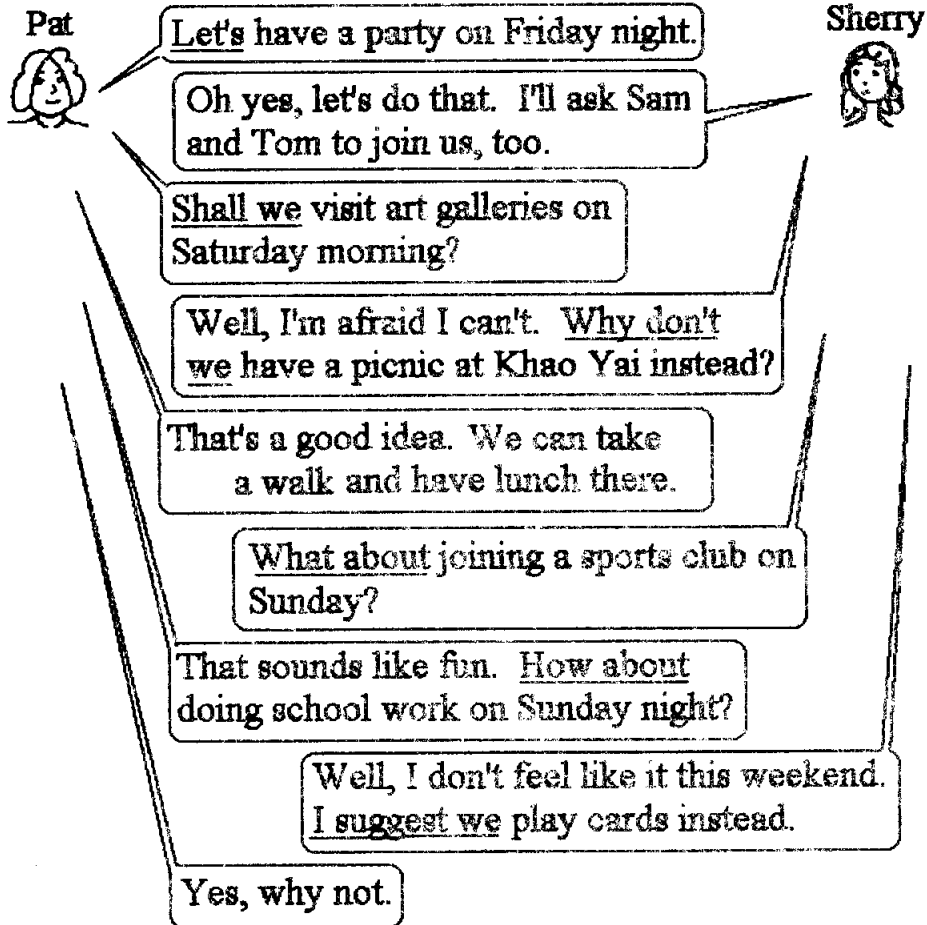 Pat
Sherry
Let's have a party on Friday night.
Oh yes, let's do that. I'll ask Sam
and Tom to join us, too.
Shall we visit art galleries on
Saturday morning?
Well, I'm afraid I can't. Why don't
we have a picnic at Khao Yai instead?
That's a good idea. We can take
a walk and have lunch there.
What about joining a sports club on
Sunday?
That sounds like fun. How about
doing school work on Sunday night?
Well, I don't feel like it this weekend.
I suggest we play cards instead.
Yes, why not.